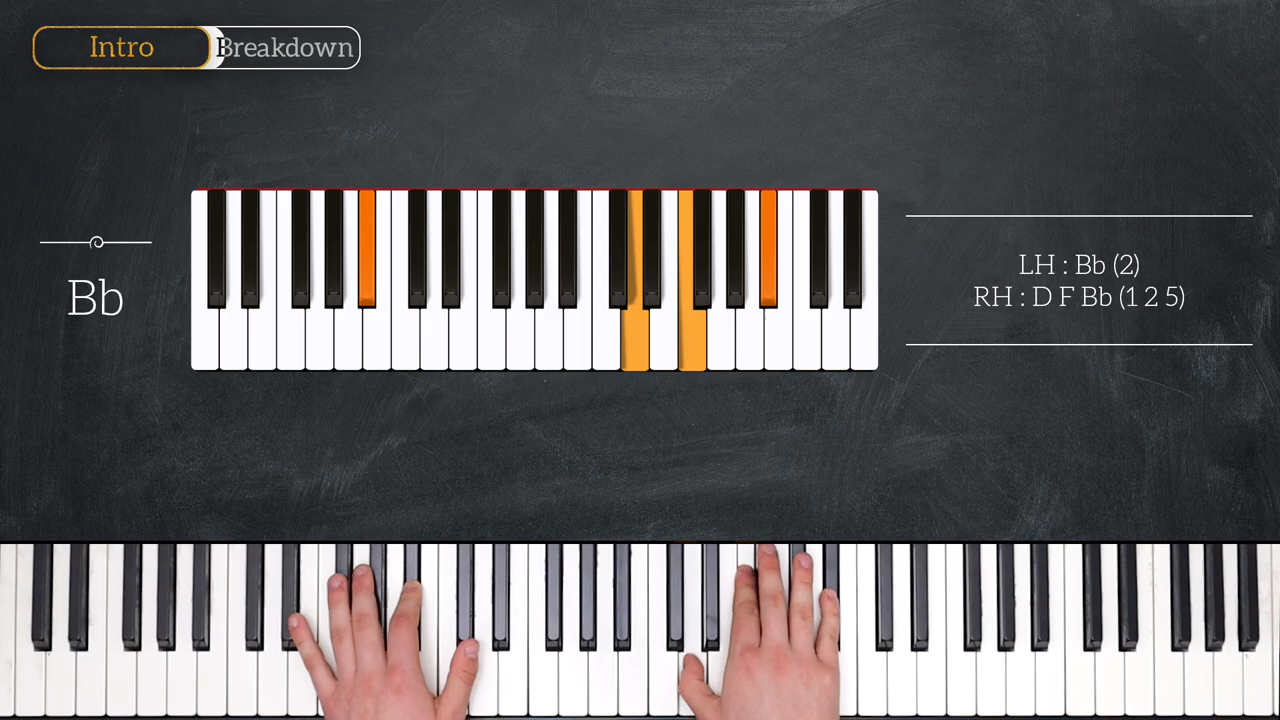 Intro Breakdown
Bb
LH : Bb (2)
RH : D F Bb (1 2 5)